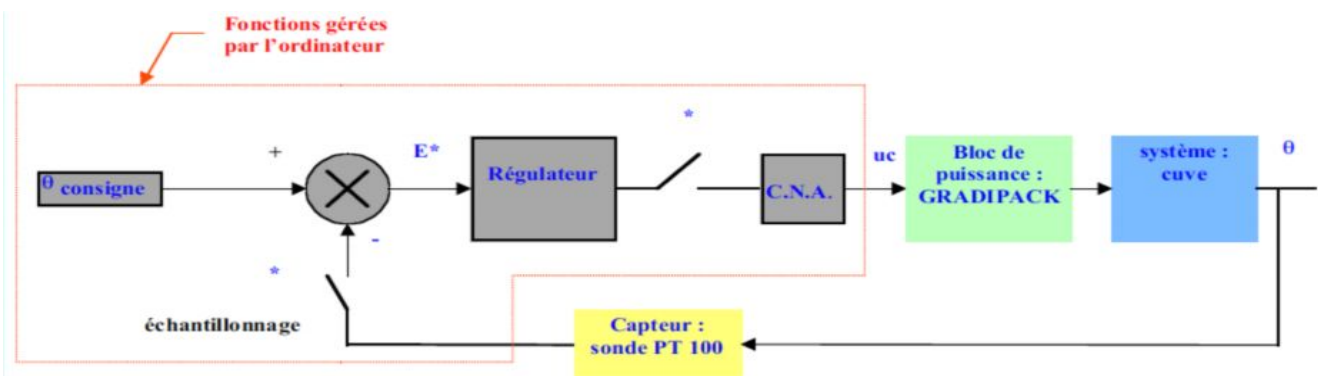 Fonctions gérées
par l'ordinateur
θ consigne
+
-
E*
Régulateur
*
C.N.A.
uc
Bloc de
puissance :
GRADIPACK
système :
cuve
θ
*
échantillonnage
Capteur :
sonde PT 100